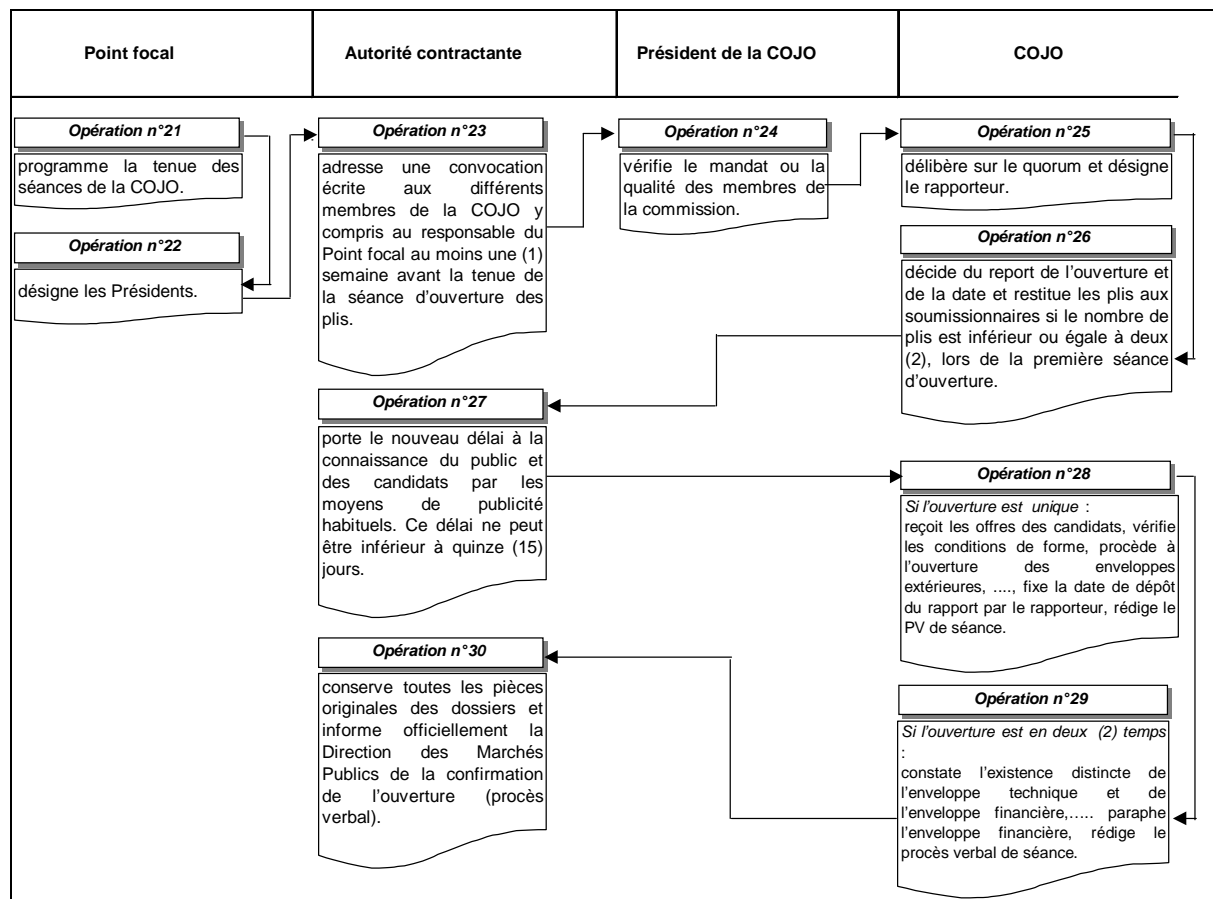 Point focal
Autorité contractante
Président de la COJO
COJO
Opération n°21
programme la tenue des
séances de la COJO.
Opération n°22
désigne les Présidents.
Opération n°23
adresse une convocation
écrite aux différents
membres de la COJO y
compris au responsable du
Point focal au moins une (1)
semaine avant la tenue de
la séance d'ouverture des
plis.
Opération n°24
vérifie le mandat ou la
qualité des membres de
la commission.
Opération n°25
délibère sur le quorum et désigne
le rapporteur.
Opération n°26
décide du report de l'ouverture et
de la date et restitue les plis aux
soumissionnaires si le nombre de
plis est inférieur ou égale à deux
(2), lors de la première séance
d'ouverture.
Opération n°27
porte le nouveau délai à la
connaissance du public et
des candidats par les
moyens de publicité
habituels. Ce délai ne peut
être inférieur à quinze (15)
jours.
Opération n°28
Si l'ouverture est unique :
reçoit les offres des candidats, vérifie
les conditions de forme, procède à
l'ouverture des enveloppes
extérieures, ...., fixe la date de dépôt
du rapport par le rapporteur, rédige le
PV de séance.
Opération n°29
Si l'ouverture est en deux (2) temps
:
constate l'existence distincte de
l'enveloppe technique et de
l'enveloppe financière,..... paraphe
l'enveloppe financière, rédige le
procès verbal de séance.
Opération n°30
conserve toutes les pièces
originales des dossiers et
informe officiellement la
Direction des Marchés
Publics de la confirmation
de l'ouverture (procès
verbal).